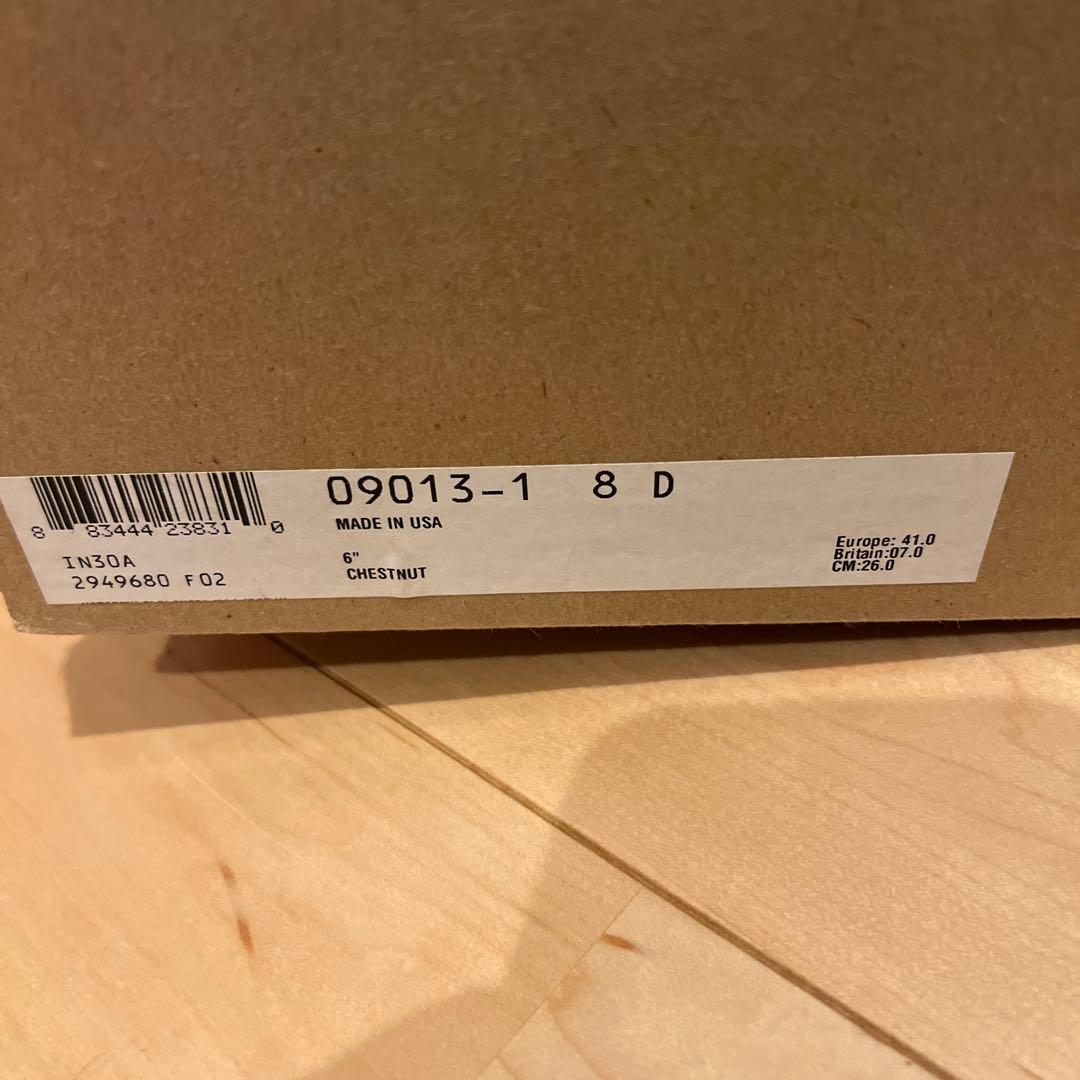 09013-1 8 D
MADE IN USA
6"
CHESTNUT
8 83444 23831 0
IN30A
2949680 F02
Europe: 41.0
Britain:07.0
CM:26.0